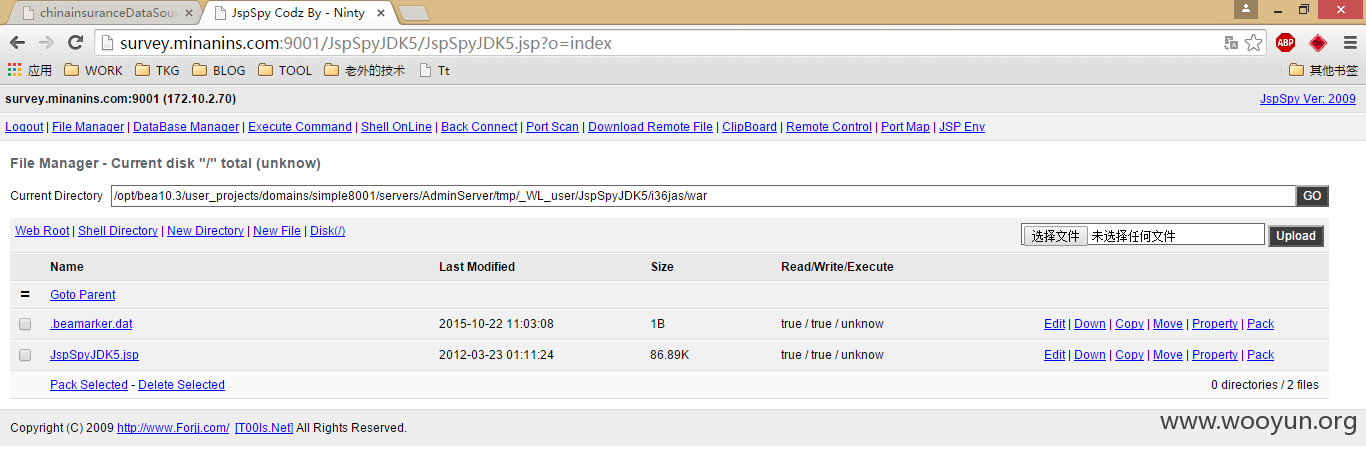 chinainsuranceDataSour
JspSpy Codz By - Ninty
survey.minanins.com:9001/JspSpyJDK5/JspSpyJDK5.jsp?o=index
ABP
应用 WORK TKG BLOG TOOL 老外的技术 Tt 其他书签
survey.minanins.com:9001 (172.10.2.70) JspSpy Ver: 2009
Logout | File Manager | DataBase Manager | Execute Command | Shell OnLine | Back Connect | Port Scan | Download Remote File | ClipBoard | Remote Control | Port Map | JSP Env
File Manager - Current disk "/" total (unknow)
Current Directory /opt/bea10.3/user_projects/domains/simple8001/servers/AdminServer/tmp/_WL_user/JspSpyJDK5/i36jas/war GO
Web Root | Shell Directory | New Directory | New File | Disk(/) 选择文件 未选择任何文件 Upload
Name Last Modified Size Read/Write/Execute
= Goto Parent
.beamarker.dat 2015-10-22 11:03:08 1B true / true / unknow Edit | Down | Copy | Move | Property | Pack
JspSpyJDK5.jsp 2012-03-23 01:11:24 86.89K true / true / unknow Edit | Down | Copy | Move | Property | Pack
Pack Selected - Delete Selected 0 directories / 2 files
Copyright (C) 2009 http://www.Forjj.com/ [T00ls.Net] All Rights Reserved.
www.wooyun.org